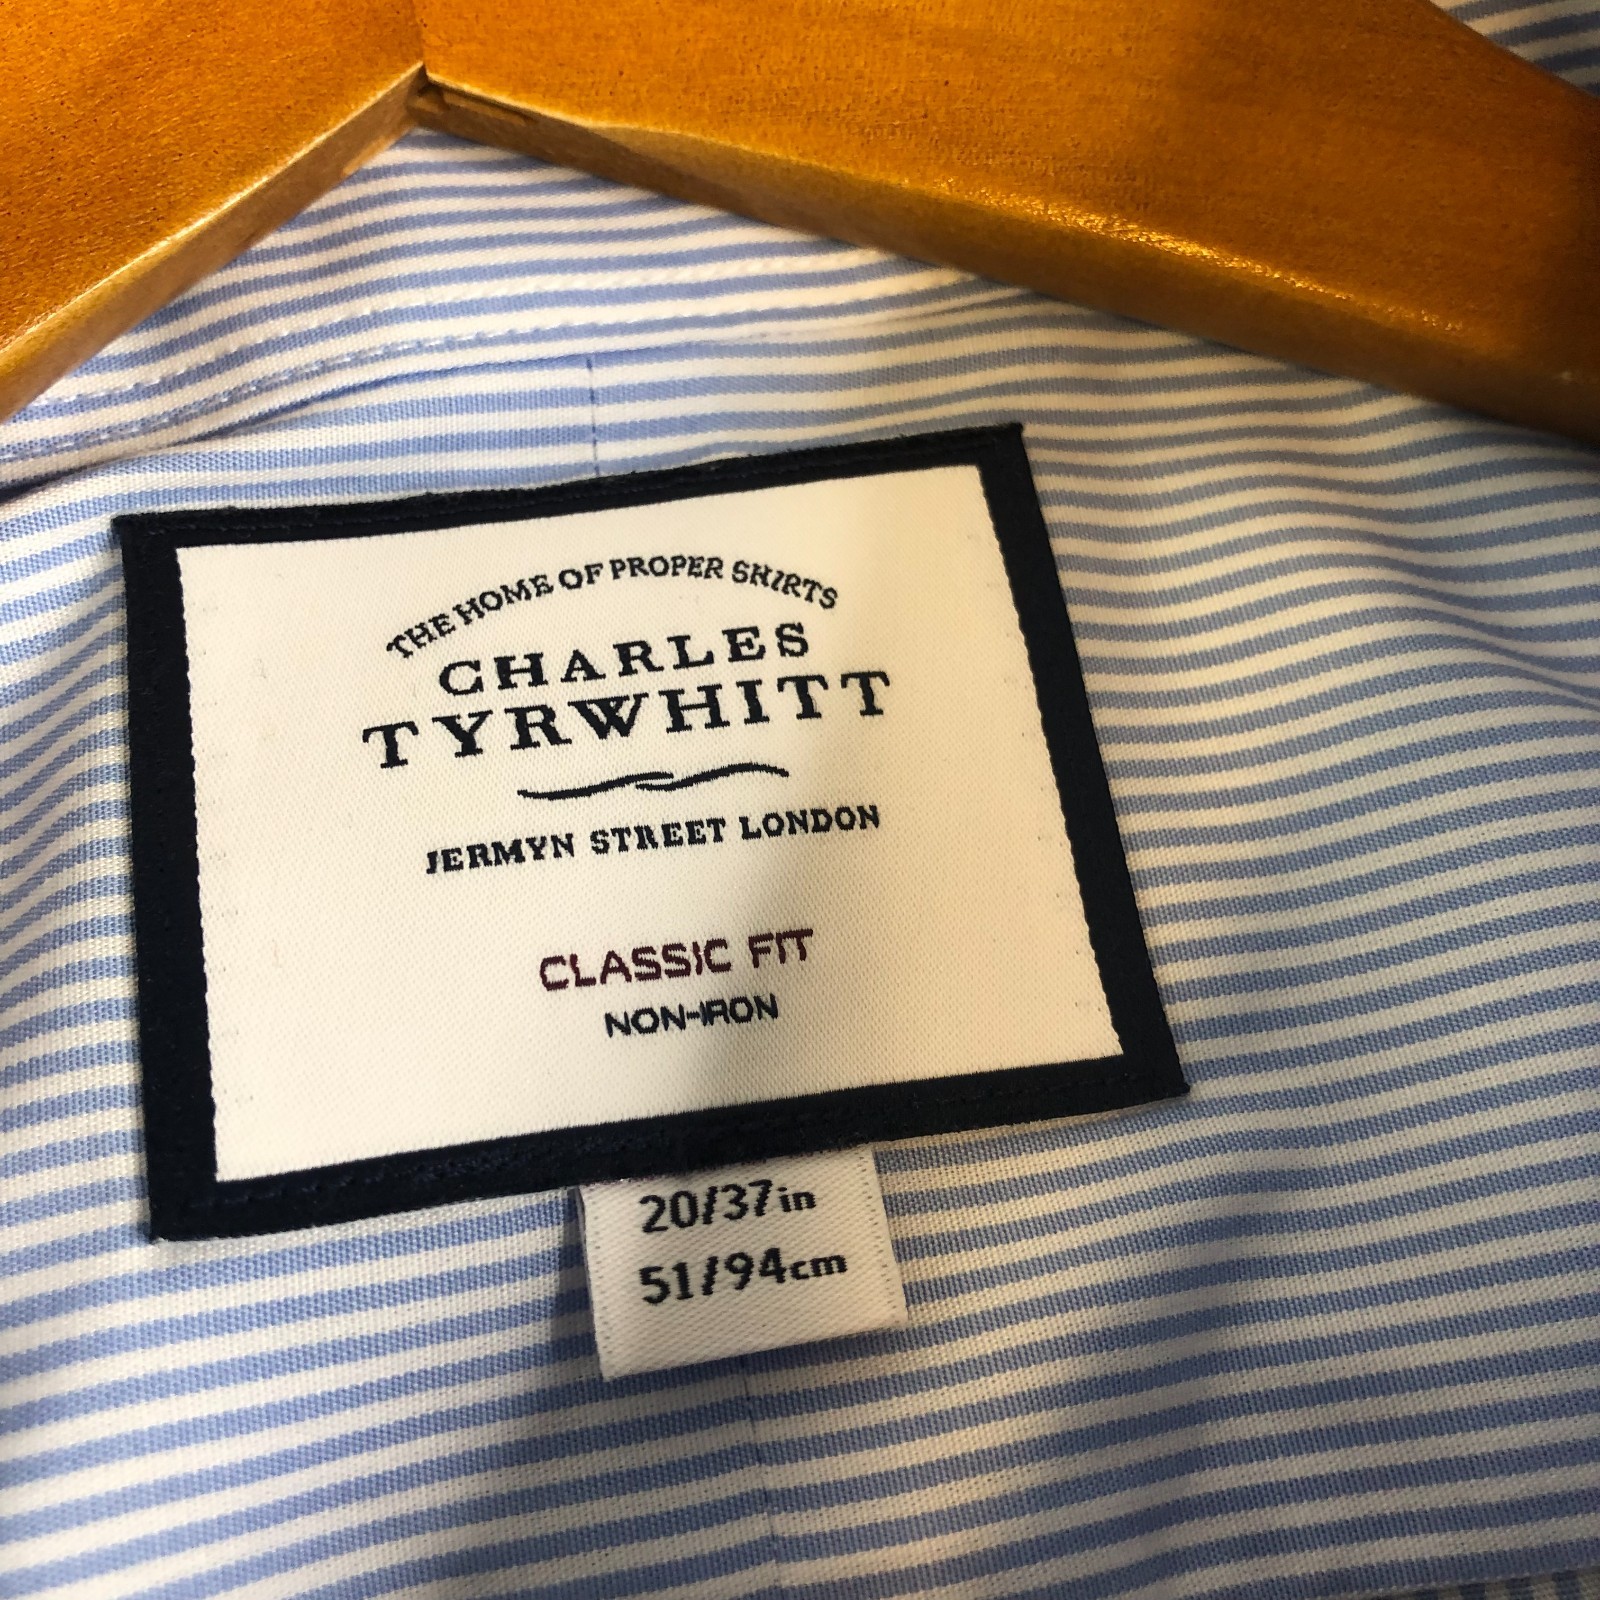 THE HOME OF PROPER SHIRTS
CHARLES
TYRWHITT
JERMYN STREET LONDON
CLASSIC FIT
NON-IRON
20/37in
51/94cm